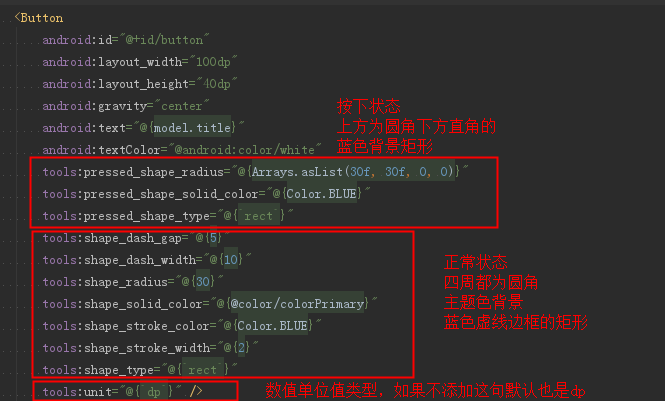 <Button
android:id="@+id/button"
android:layout_width="100dp"
android:layout_height="40dp"
android:gravity="center"
按下状态
android:text="@{model.title}"
上方为圆角下方直角的
android:textColor="@android:color/white"
蓝色背景矩形
tools:pressed_shape_radius="@{Arrays.asList(30f, 30f, 0, 0)}"
tools:pressed_shape_solid_color="@{Color.BLUE}"
tools:pressed_shape_type="@{`rect`}"
tools:shape_dash_gap="@{5}"
tools:shape_dash_width="@{10}"
正常状态
tools:shape_radius="@{30}"
四周都为圆角
tools:shape_solid_color="@{@color/colorPrimary}"
主题色背景
tools:shape_stroke_color="@{Color.BLUE}"
蓝色虚线边框的矩形
tools:shape_stroke_width="@{2}"
tools:shape_type="@{`rect`}"
tools:unit="@{`dp`}" />
数值单位值类型，如果不添加这句默认也是dp